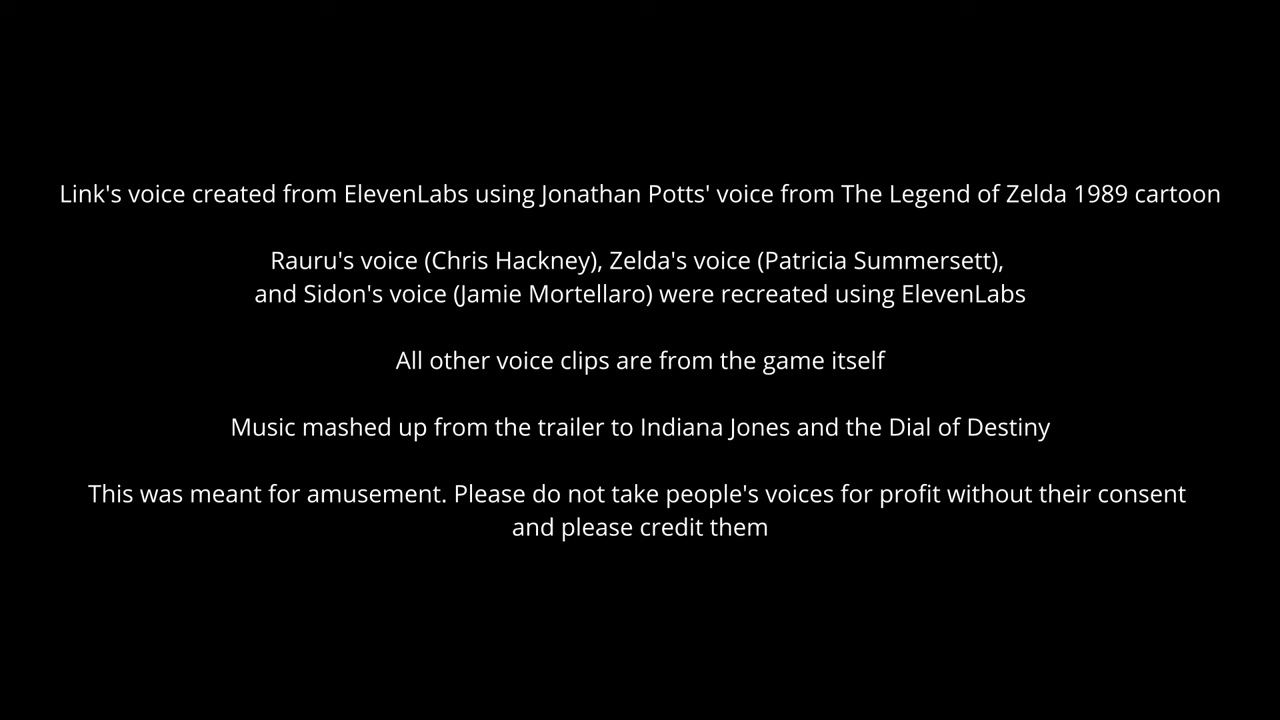 Link's voice created from ElevenLabs using Jonathan Potts' voice from The Legend of Zelda 1989 cartoon
Rauru's voice (Chris Hackney), Zelda's voice (Patricia Summersett),
and Sidon's voice (Jamie Mortellaro) were recreated using ElevenLabs
All other voice clips are from the game itself
Music mashed up from the trailer to Indiana Jones and the Dial of Destiny
This was meant for amusement. Please do not take people's voices for profit without their consent
and please credit them